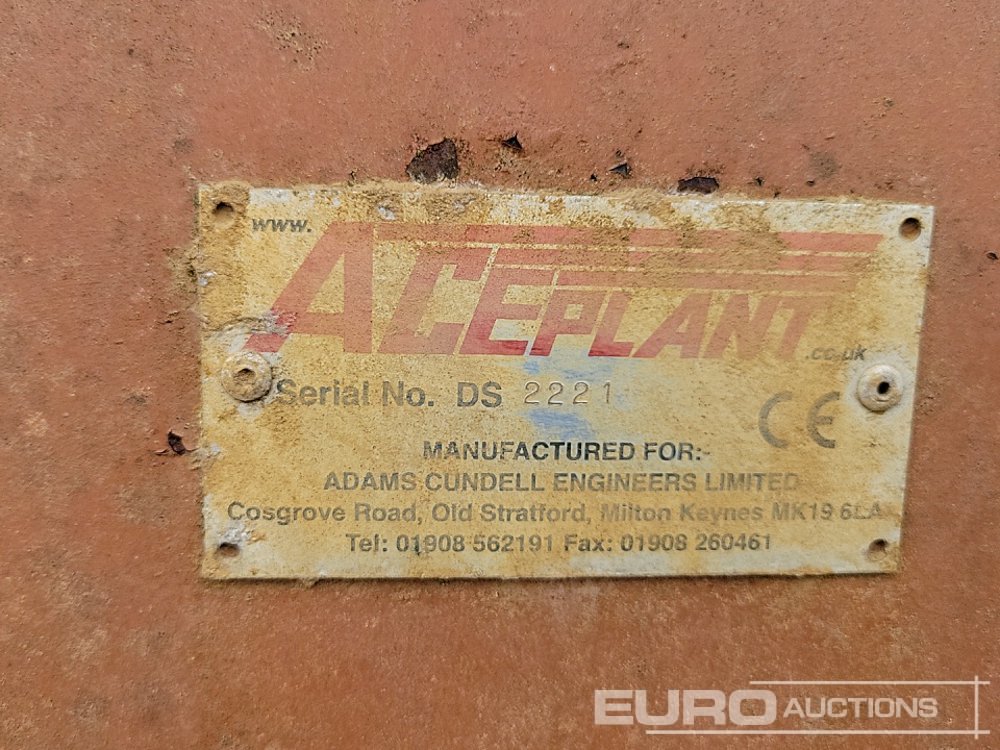 www.
ACEPLANT
.co.uk
Serial No. DS 2221
CE
MANUFACTURED FOR:-
ADAMS CUNDELL ENGINEERS LIMITED
Cosgrove Road, Old Stratford, Milton Keynes MK19 6LA
Tel: 01908 562191 Fax: 01908 260461
EURO AUCTIONS